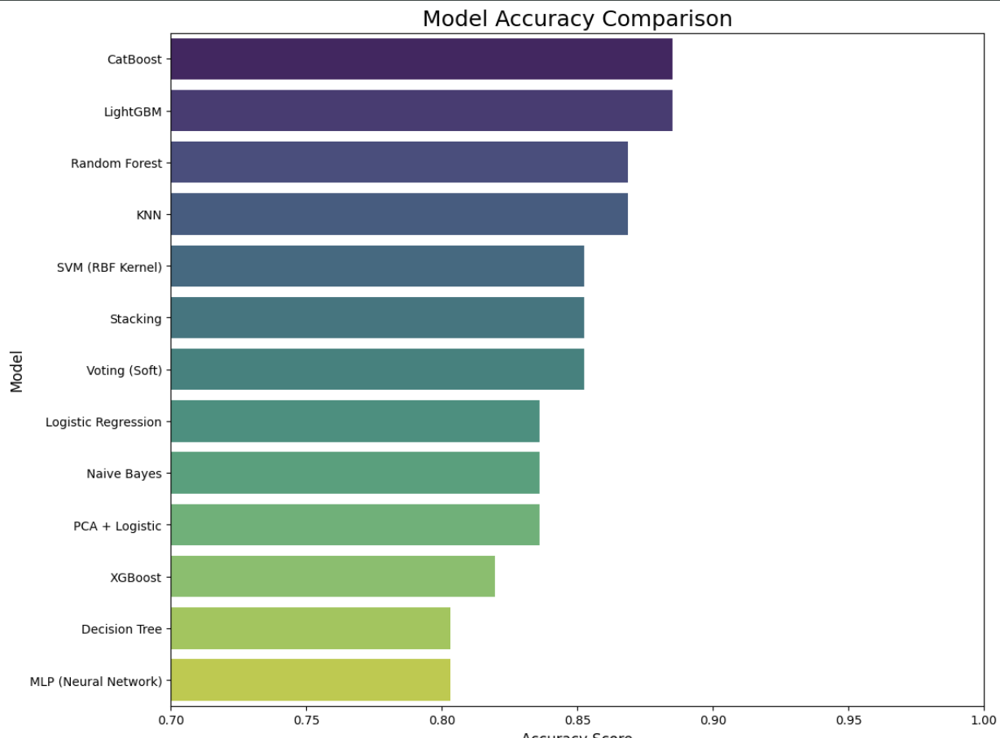 Model Accuracy Comparison
CatBoost
LightGBM
Random Forest
KNN
SVM (RBF Kernel)
Stacking
Voting (Soft)
Logistic Regression
Naive Bayes
PCA + Logistic
XGBoost
Decision Tree
MLP (Neural Network)
Model
0.70 0.75 0.80 0.85 0.90 0.95 1.00
Accuracy Score